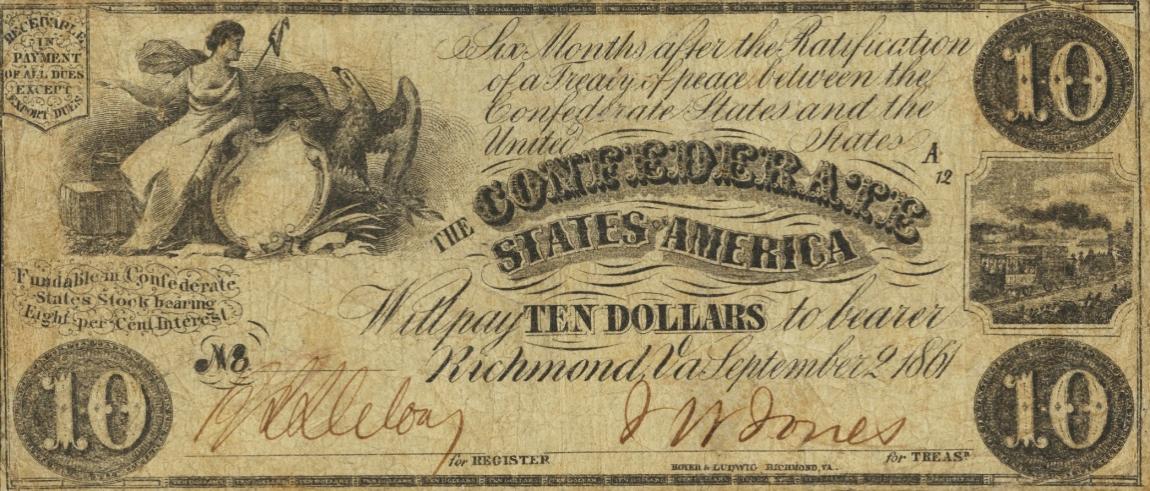 RECEIVABLE
IN
PAYMENT
OF ALL DUES
EXCEPT
EXPORT DUES
Six Months after the Ratification
of a Treaty of peace between the
Confederate States and the
United States
10
A
12
THE CONFEDERATE
STATES OF AMERICA
Fundable in Confederate
States Stock bearing
Eight per Cent Interest
Will pay TEN DOLLARS to bearer
Richmond, Va September 2 1861
No
10
10
J W Jones
for REGISTER
HOYER & LUDWIG RICHMOND, VA.
for TREASR